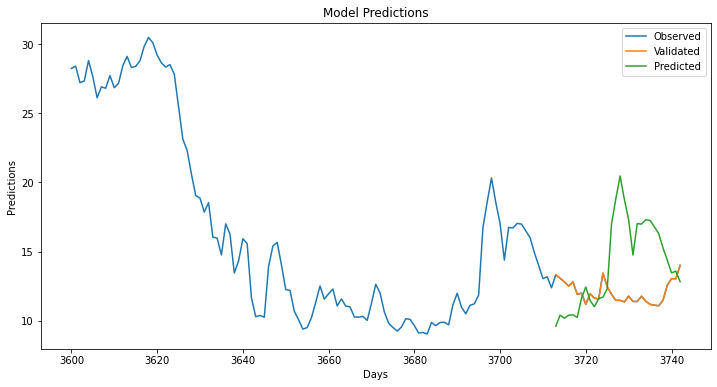 Model Predictions
Observed
Validated
Predicted
30
25
20
15
10
Predictions
3600
3620
3640
3660
3680
3700
3720
3740
Days